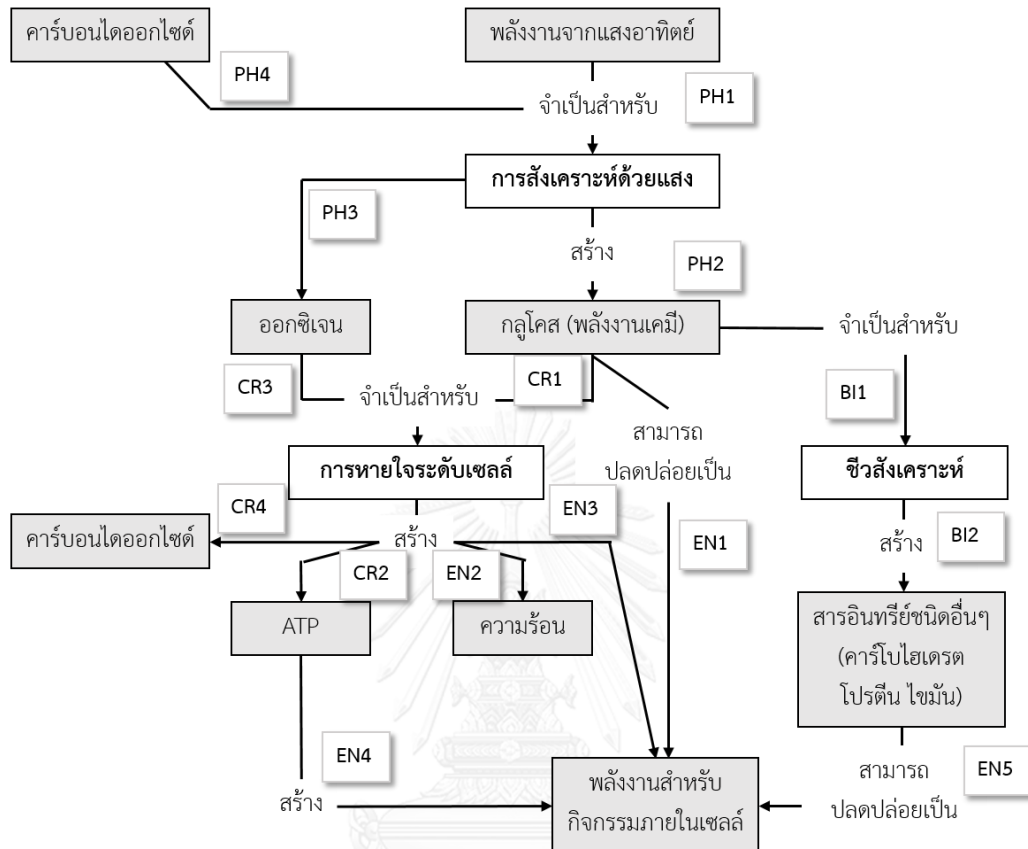 คาร์บอนไดออกไซด์
พลังงานจากแสงอาทิตย์
PH4
PH1
จำเป็นสำหรับ
การสังเคราะห์ด้วยแสง
PH3
สร้าง
PH2
ออกซิเจน
กลูโคส (พลังงานเคมี)
จำเป็นสำหรับ
CR3
จำเป็นสำหรับ
CR1
BI1
สามารถ
ปลดปล่อยเป็น
การหายใจระดับเซลล์
ชีวสังเคราะห์
CR4
EN3
คาร์บอนไดออกไซด์
สร้าง
EN1
สร้าง
BI2
CR2
EN2
ATP
ความร้อน
สารอินทรีย์ชนิดอื่นๆ
(คาร์โบไฮเดรต
โปรตีน ไขมัน)
EN4
สามารถ
ปลดปล่อยเป็น
EN5
สร้าง
พลังงานสำหรับ
กิจกรรมภายในเซลล์